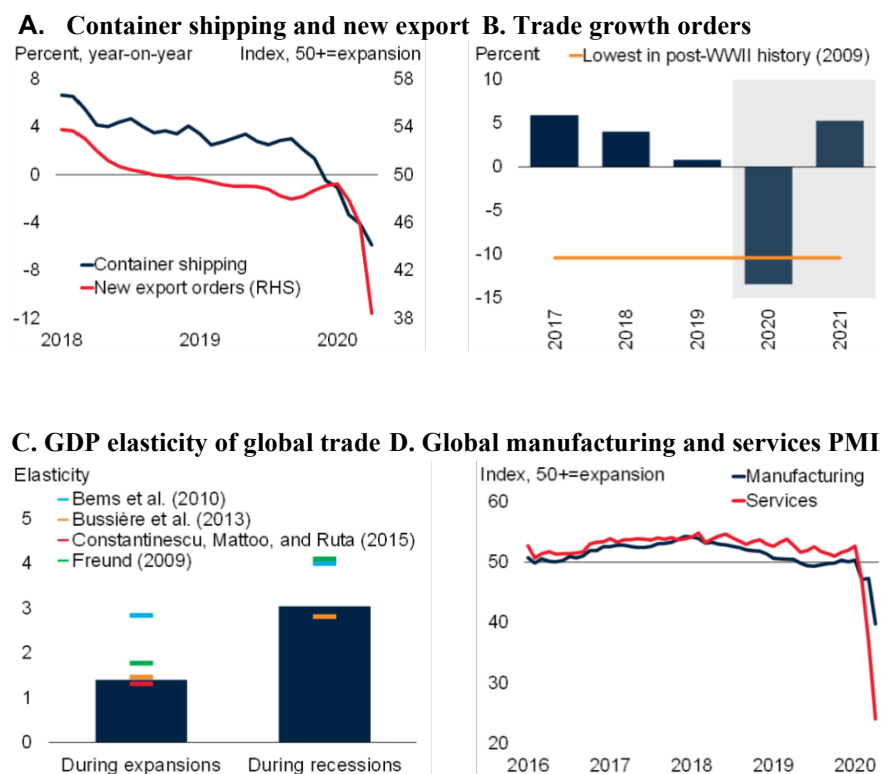 A. Container shipping and new export B. Trade growth orders
Percent, year-on-year Index, 50+=expansion
8 58
4 54
0 50
-4 46
-8 42
-12 38
Container shipping
New export orders (RHS)
2018 2019 2020
Percent
Lowest in post-WWII history (2009)
10
5
0
-5
-10
-15
2017 2018 2019 2020 2021
C. GDP elasticity of global trade D. Global manufacturing and services PMI
Elasticity
Bems et al. (2010)
Bussière et al. (2013)
Constantinescu, Mattoo, and Ruta (2015)
Freund (2009)
5
4
3
2
1
0
During expansions During recessions
Index, 50+=expansion
Manufacturing
Services
60
50
40
30
20
2016 2017 2018 2019 2020